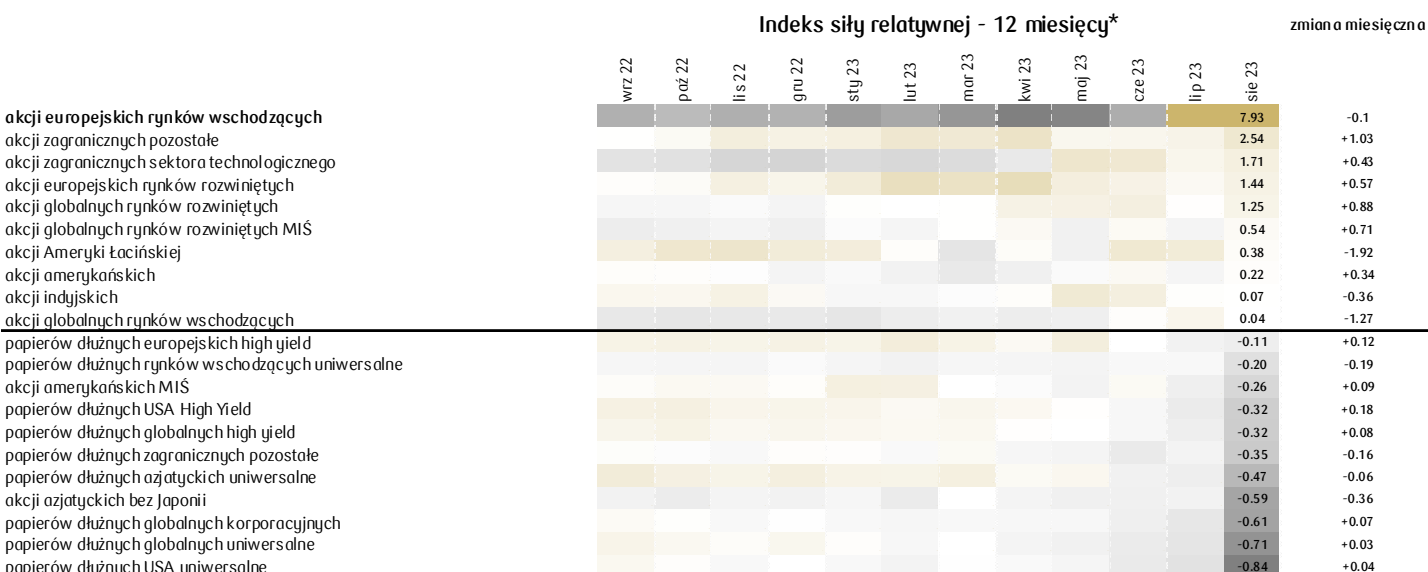 Indeks siły relatywnej - 12 miesięcy* zmiana miesięczna
wrz 22 paź 22 lis 22 gru 22 sty 23 lut 23 mar 23 kwi 23 maj 23 cze 23 lip 23 sie 23
akcji europejskich rynków wschodzących 7.93 -0.1
akcji zagranicznych pozostałe 2.54 +1.03
akcji zagranicznych sektora technologicznego 1.71 +0.43
akcji europejskich rynków rozwiniętych 1.44 +0.57
akcji globalnych rynków rozwiniętych 1.25 +0.88
akcji globalnych rynków rozwiniętych MIŚ 0.54 +0.71
akcji Ameryki Łacińskiej 0.38 -1.92
akcji amerykańskich 0.22 +0.34
akcji indyjskich 0.07 -0.36
akcji globalnych rynków wschodzących 0.04 -1.27
papierów dłużnych europejskich high yield -0.11 +0.12
papierów dłużnych rynków wschodzących uniwersalne -0.20 -0.19
akcji amerykańskich MIŚ -0.26 +0.09
papierów dłużnych USA High Yield -0.32 +0.18
papierów dłużnych globalnych high yield -0.32 +0.08
papierów dłużnych zagranicznych pozostałe -0.35 -0.16
papierów dłużnych azjatyckich uniwersalne -0.47 -0.06
akcji azjatyckich bez Japonii -0.59 -0.36
papierów dłużnych globalnych korporacyjnych -0.61 +0.07
papierów dłużnych globalnych uniwersalne -0.71 +0.03
papierów dłużnych USA uniwersalne -0.84 +0.04